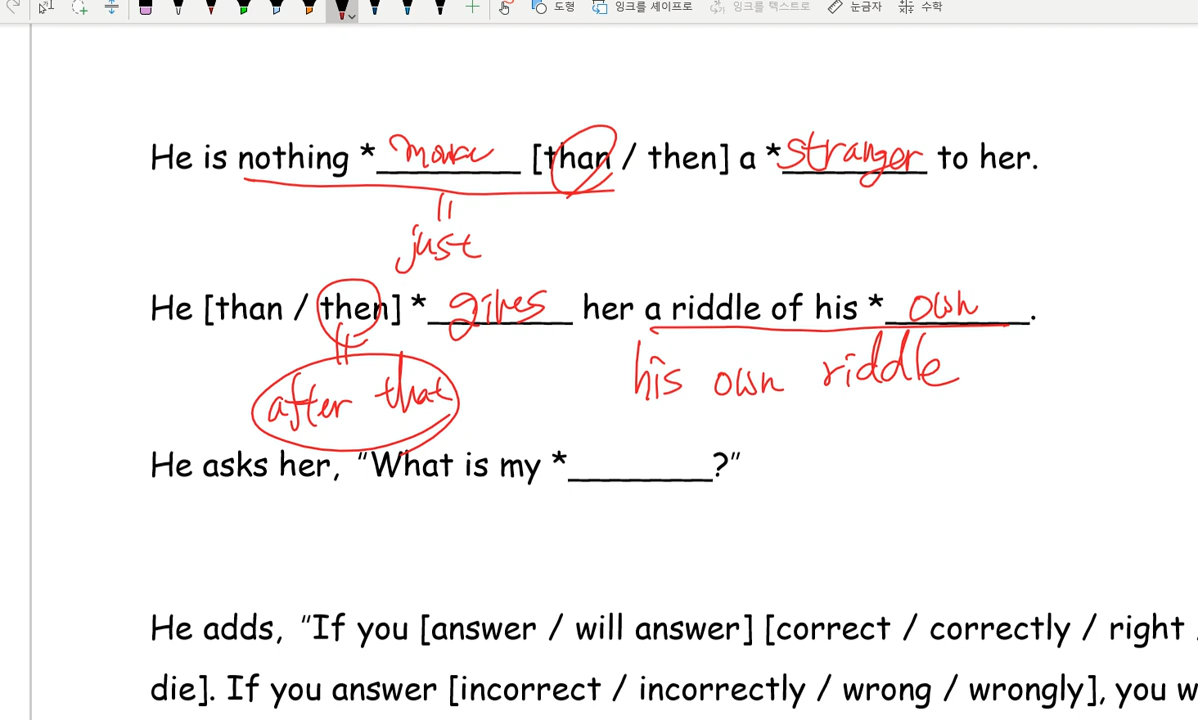 도형 잉크를 셰이프로 잉크를 텍스트로 눈금자 수학
He is nothing * more [than / then] a *stranger to her.
just
He [than / then] * gives her a riddle of his * own.
his own riddle
after that
He asks her, "What is my *________?"
He adds, "If you [answer / will answer] [correct / correctly / right
die]. If you answer [incorrect / incorrectly / wrong / wrongly], you w